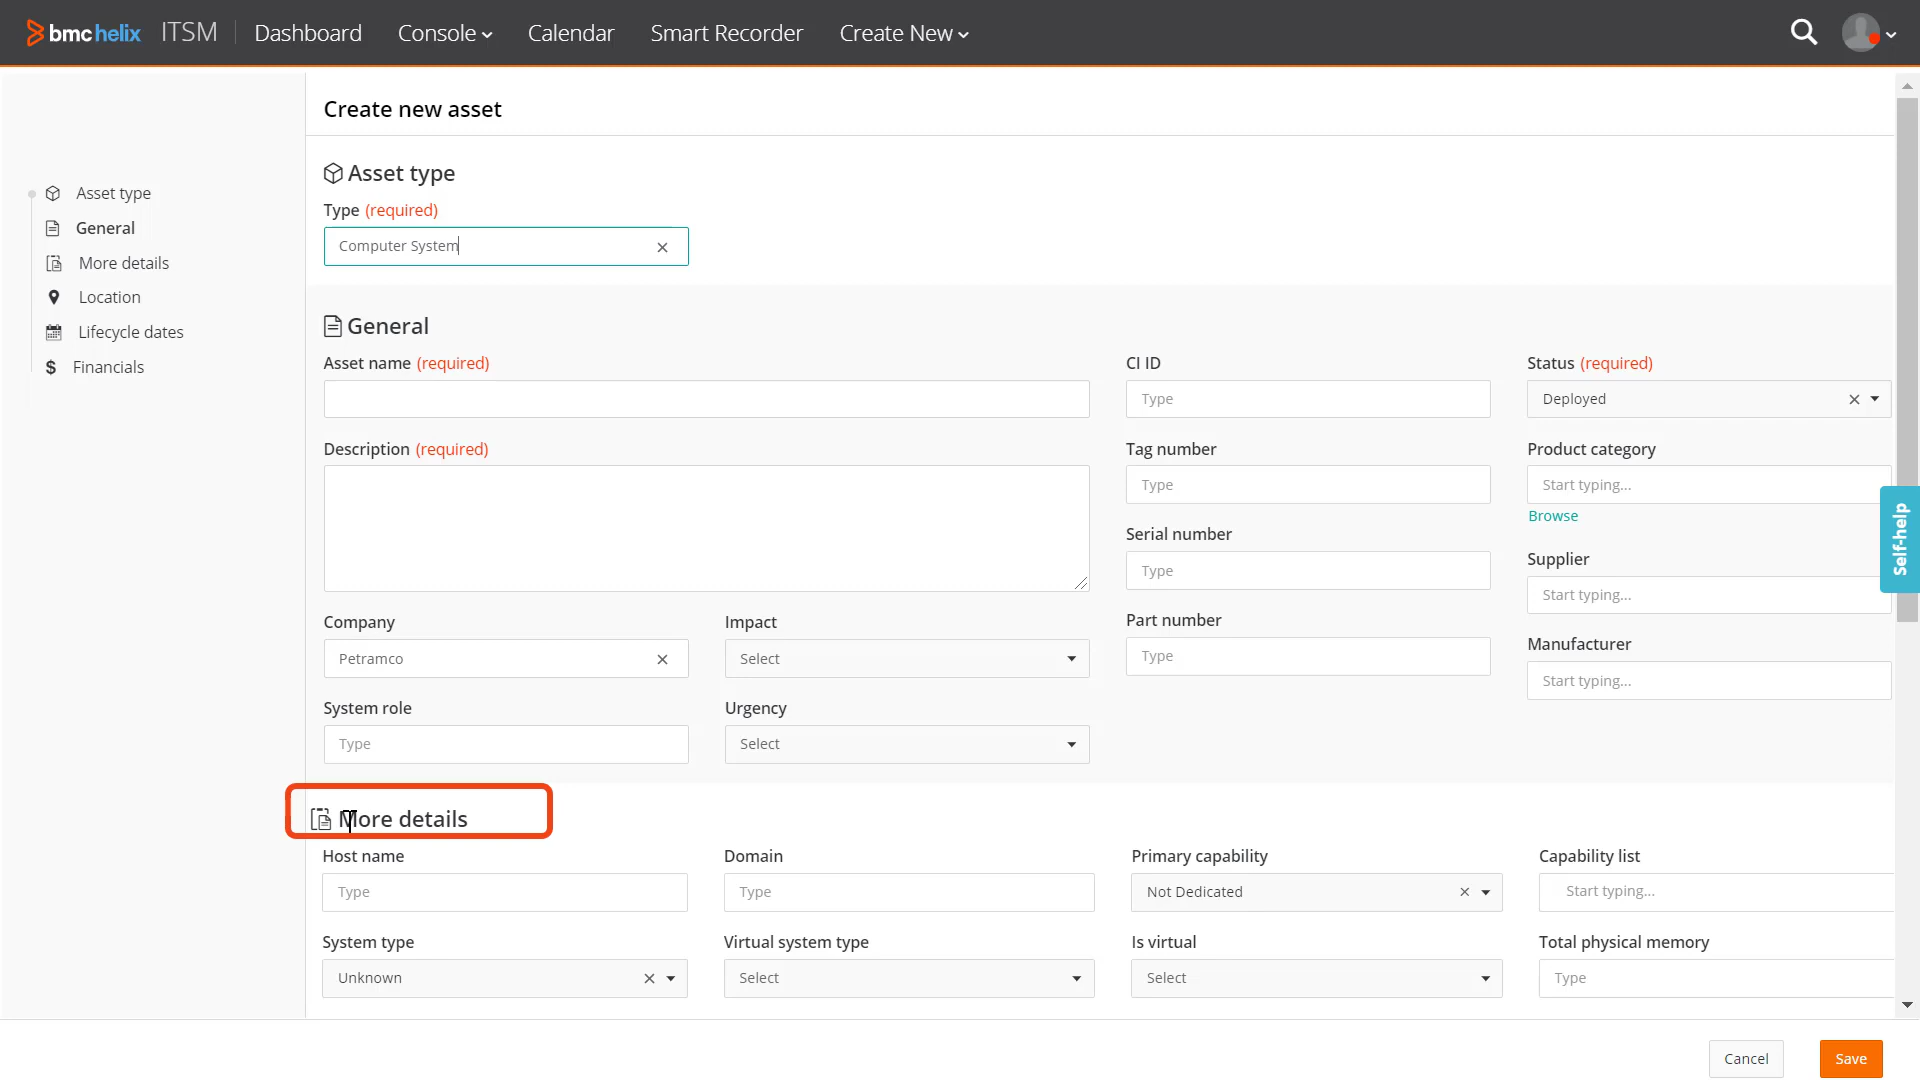 bmc helix ITSM Dashboard Console Calendar Smart Recorder Create New
Create new asset
Asset type
General
More details
Location
Lifecycle dates
$ Financials
Asset type
Type (required)
Computer System
General
Asset name (required)
CI ID
Type
Status (required)
Deployed
Description (required)
Tag number
Type
Product category
Start typing...
Browse
Serial number
Type
Supplier
Start typing...
Company
Petramco
Impact
Select
Part number
Type
Manufacturer
Start typing...
System role
Type
Urgency
Select
Self-help
More details
Host name
Type
Domain
Type
Primary capability
Not Dedicated
Capability list
Start typing...
System type
Unknown
Virtual system type
Select
Is virtual
Select
Total physical memory
Type
Cancel
Save